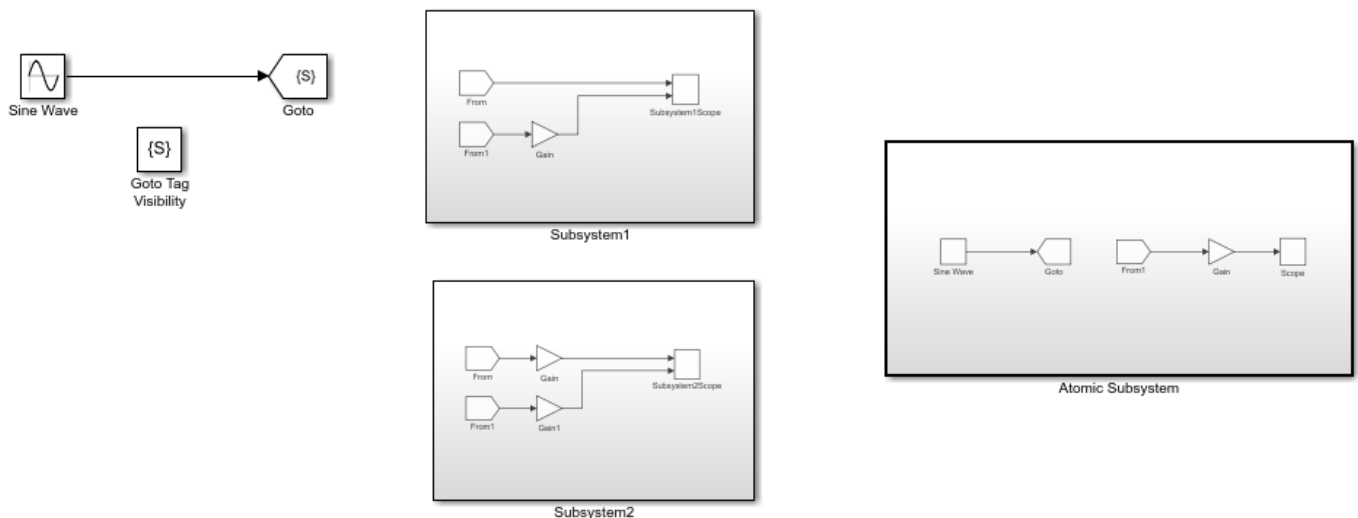 {S}
Sine Wave
Goto
{S}
Goto Tag
Visibility
From
Subsystem1Scope
From1
Gain
Subsystem1
From
Gain
Subsystem2Scope
From1
Gain1
Subsystem2
Sine Wave
Goto
From1
Gain
Scope
Atomic Subsystem